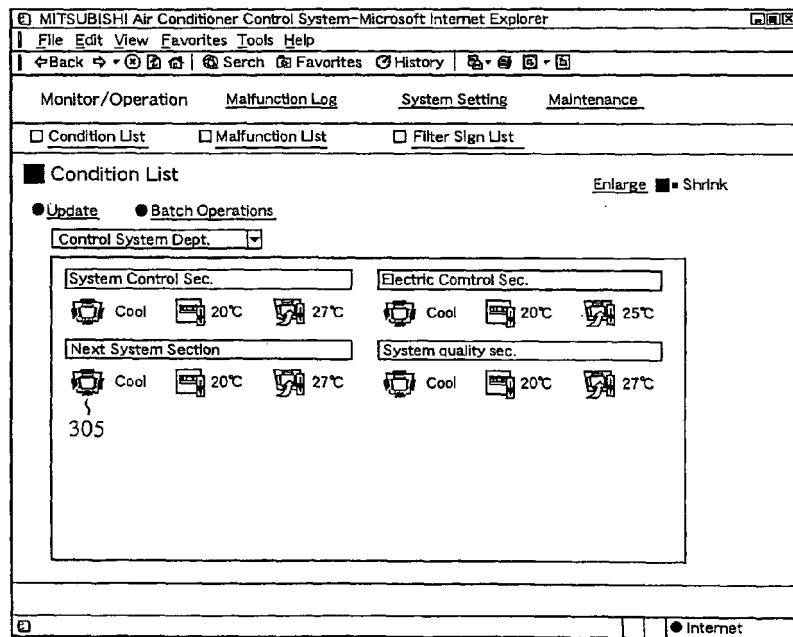 MITSUBISHI Air Conditioner Control System-Microsoft Internet Explorer
File Edit View Favorites Tools Help
Back Serch Favorites History
Monitor/Operation Malfunction Log System Setting Maintenance
Condition List Malfunction List Filter Sign List
Condition List
Enlarge Shrink
Update Batch Operations
Control System Dept.
System Control Sec. Electric Comtrol Sec.
Cool 20℃ 27℃ Cool 20℃ 25℃
Next System Section System quality sec.
Cool 20℃ 27℃ Cool 20℃ 27℃
305
Internet